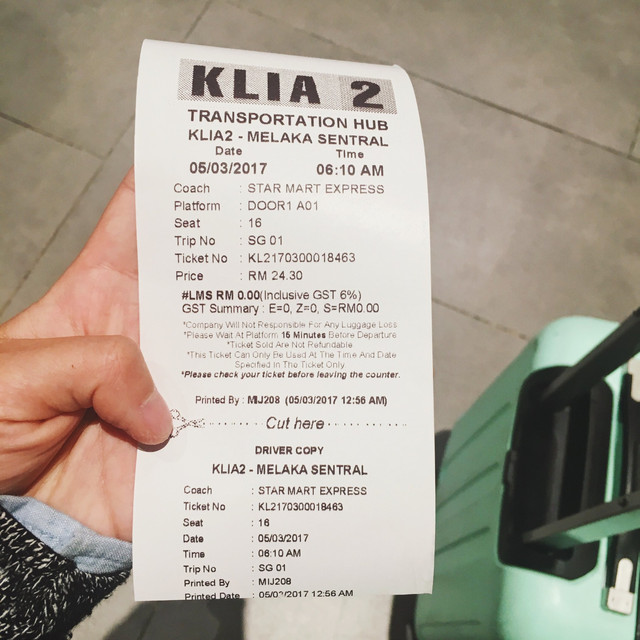 KLIA 2
TRANSPORTATION HUB
KLIA2 - MELAKA SENTRAL
Date Time
05/03/2017 06:10 AM
Coach : STAR MART EXPRESS
Platform : DOOR1 A01
Seat : 16
Trip No : SG 01
Ticket No : KL2170300018463
Price : RM 24.30
#LMS RM 0.00(Inclusive GST 6%)
GST Summary : E=0, Z=0, S=RM0.00
*Company Will Not Responsible For Any Luggage Loss
*Please Wait At Platform 15 Minutes Before Departure
*Ticket Sold Are Not Refundable
*This Ticket Can Only Be Used At The Time And Date
Specified In The Ticket Only
*Please check your ticket before leaving the counter.
Printed By : MIJ208 (05/03/2017 12:56 AM)
Cut here
DRIVER COPY
KLIA2 - MELAKA SENTRAL
Coach : STAR MART EXPRESS
Ticket No : KL2170300018463
Seat : 16
Date : 05/03/2017
Time : 06:10 AM
Trip No : SG 01
Printed By : MIJ208
Printed Date : 05/03/2017 12:56 AM